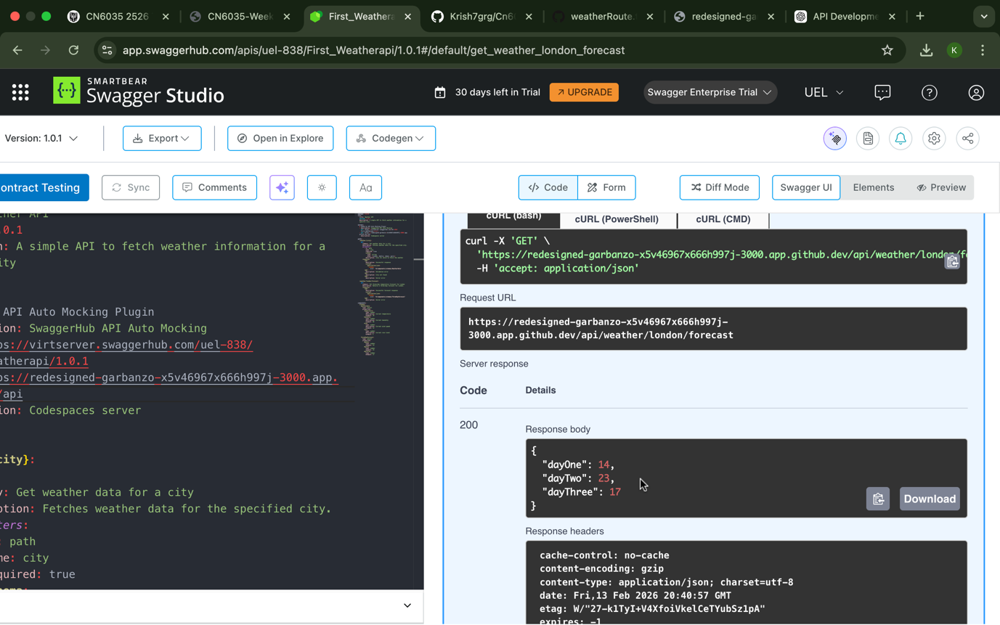 CN6035 2526
CN6035-Week
First_Weathera
Krish7grg/Cn6
weatherRoute.
redesigned-ga
API Developme
app.swaggerhub.com/apis/uel-838/First_Weatherapi/1.0.1#/default/get_weather_london_forecast
K
SMARTBEAR
Swagger Studio
30 days left in Trial
UPGRADE
Swagger Enterprise Trial
UEL
Version: 1.0.1
Export
Open in Explore
Codegen
ontract Testing
Sync
Comments
Aa
Code
Form
Diff Mode
Swagger UI
Elements
Preview
ther API
.0.1
n: A simple API to fetch weather information for a
ity
API Auto Mocking Plugin
ion: SwaggerHub API Auto Mocking
ps://virtserver.swaggerhub.com/uel-838/
atherapi/1.0.1
ps://redesigned-garbanzo-x5v46967x666h997j-3000.app.
/api
ion: Codespaces server
city}:
y: Get weather data for a city
ption: Fetches weather data for the specified city.
ters:
: path
me: city
quired: true
cURL (bash)
cURL (PowerShell)
cURL (CMD)
curl -X 'GET' \
'https://redesigned-garbanzo-x5v46967x666h997j-3000.app.github.dev/api/weather/london/fo
-H 'accept: application/json'
Request URL
https://redesigned-garbanzo-x5v46967x666h997j-
3000.app.github.dev/api/weather/london/forecast
Server response
Code
Details
200
Response body
{
"dayOne": 14,
"dayTwo": 23,
"dayThree": 17
}
Download
Response headers
cache-control: no-cache
content-encoding: gzip
content-type: application/json; charset=utf-8
date: Fri,13 Feb 2026 20:40:57 GMT
etag: W/"27-k1TyI+V4XfoiVkelCeTYubSz1pA"
expires: -1